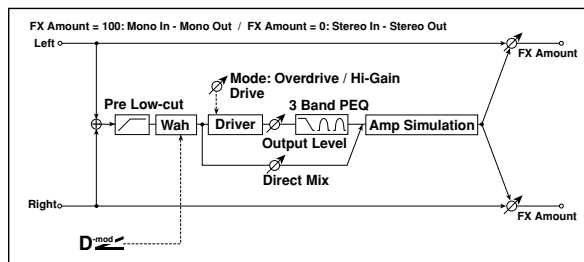 FX Amount = 100: Mono In - Mono Out / FX Amount = 0: Stereo In - Stereo Out
Left
FX Amount
Mode: Overdrive / Hi-Gain
Drive
Pre Low-cut
3 Band PEQ
Wah
Driver
Amp Simulation
Output Level
Direct Mix
Right
FX Amount
D-mod